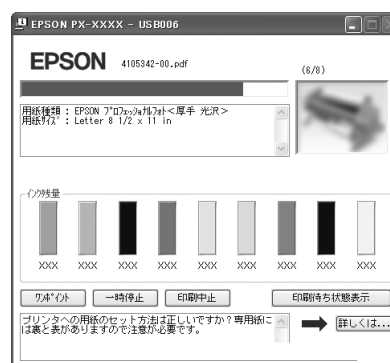 EPSON PX-XXXX - USB006
EPSON
4105342-00.pdf
(6/8)
用紙種類 : EPSON ﾌﾟﾛﾌｪｯｼｮﾅﾙﾌｫﾄ<厚手 光沢>
用紙ｻｲｽﾞ : Letter 8 1/2 x 11 in
ｲﾝｸ残量
XXX XXX XXX XXX XXX XXX XXX XXX XXX
ﾜﾝﾎﾟｲﾝﾄ 一時停止 印刷中止 印刷待ち状態表示
プリンタへの用紙のセット方法は正しいですか？専用紙に
は裏と表がありますので注意が必要です。
詳しくは...